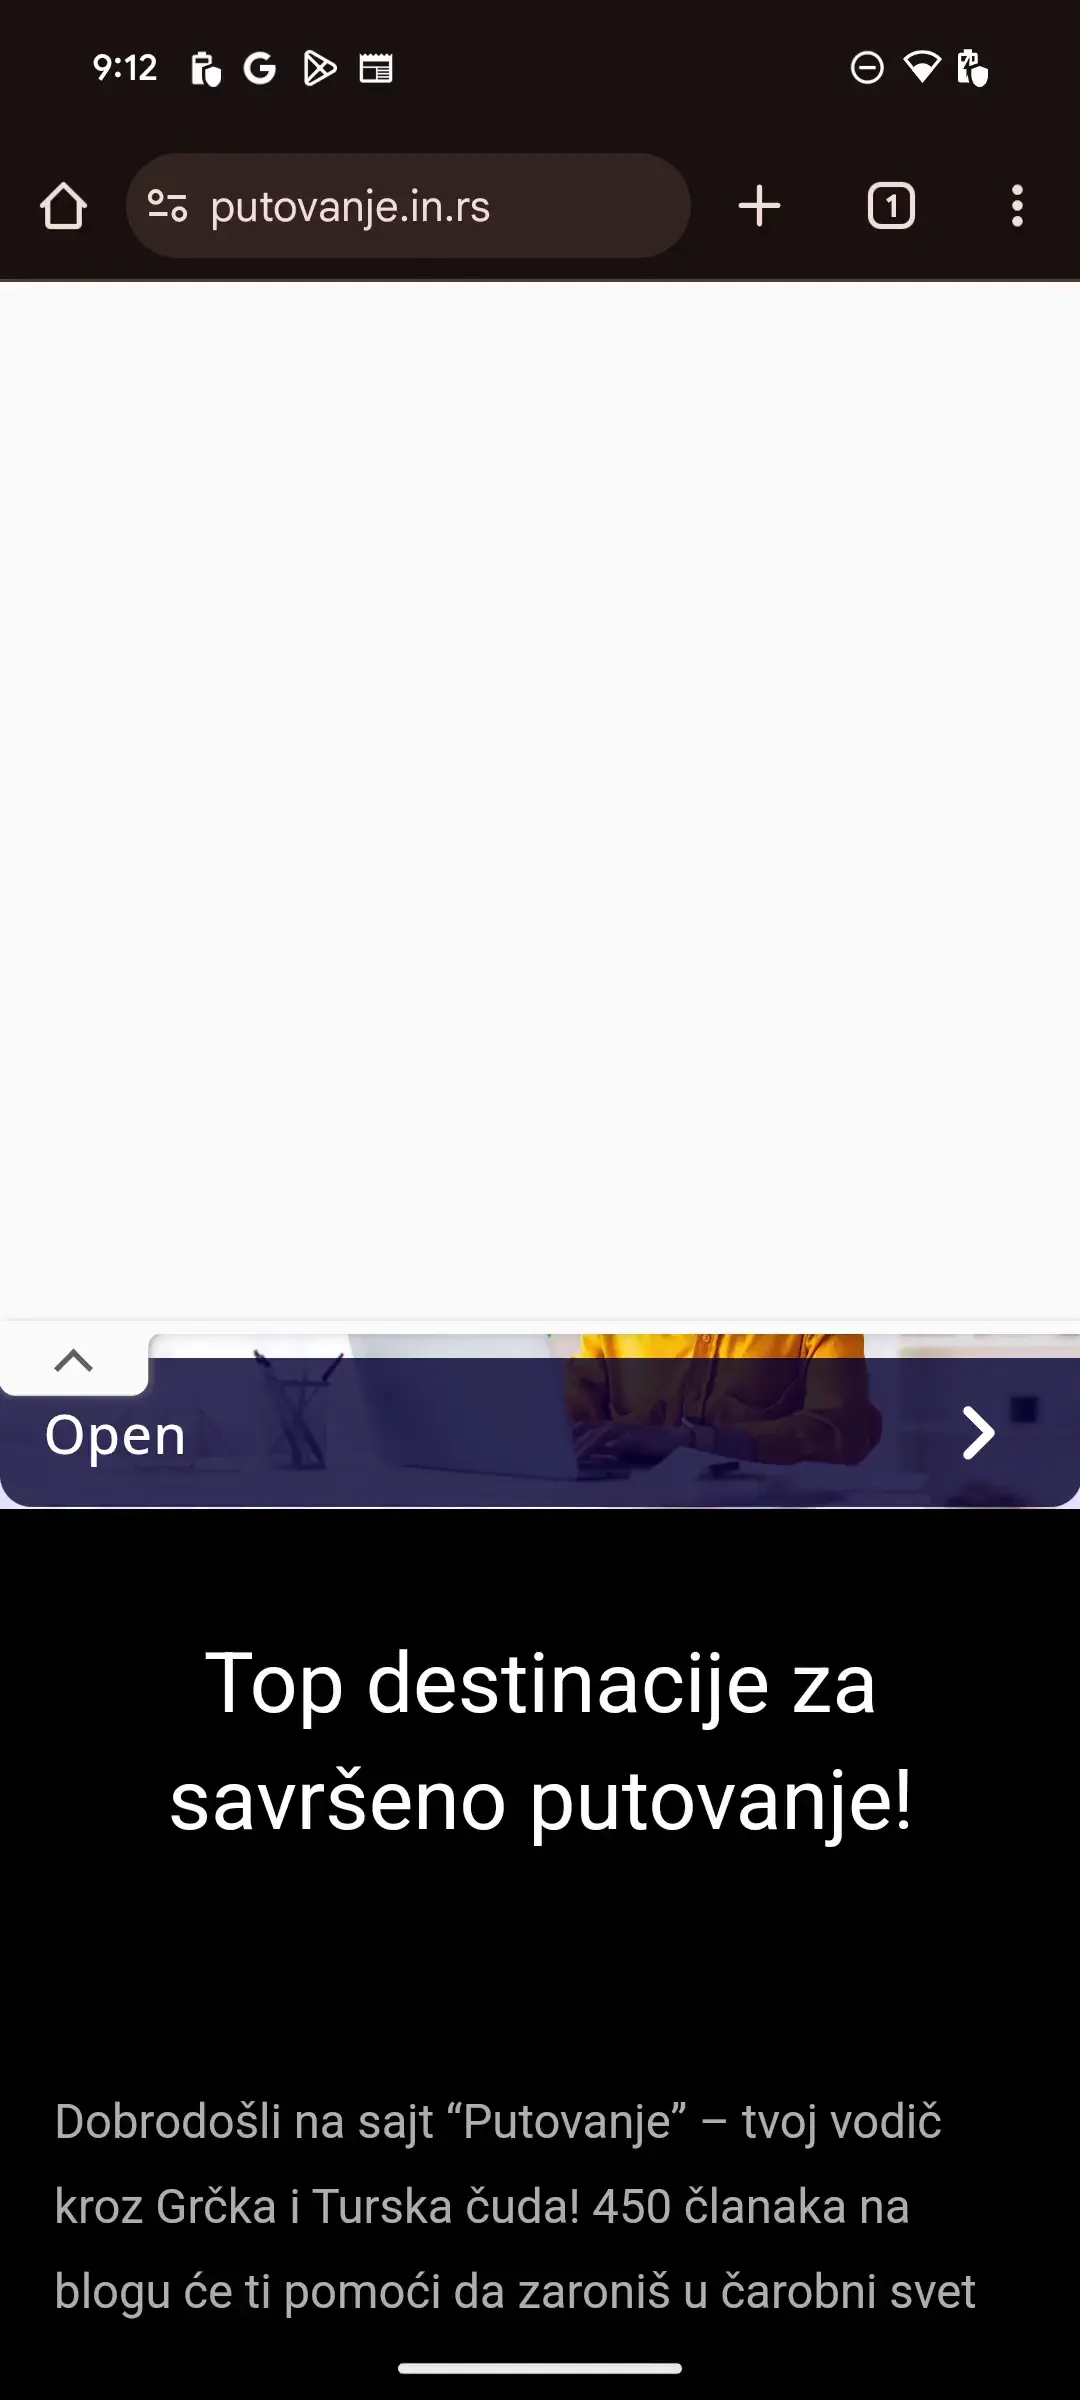 9:12
putovanje.in.rs
1
Open
Top destinacije za
savršeno putovanje!
Dobrodošli na sajt “Putovanje” – tvoj vodič
kroz Grčka i Turska čuda! 450 članaka na
blogu će ti pomoći da zaroniš u čarobni svet